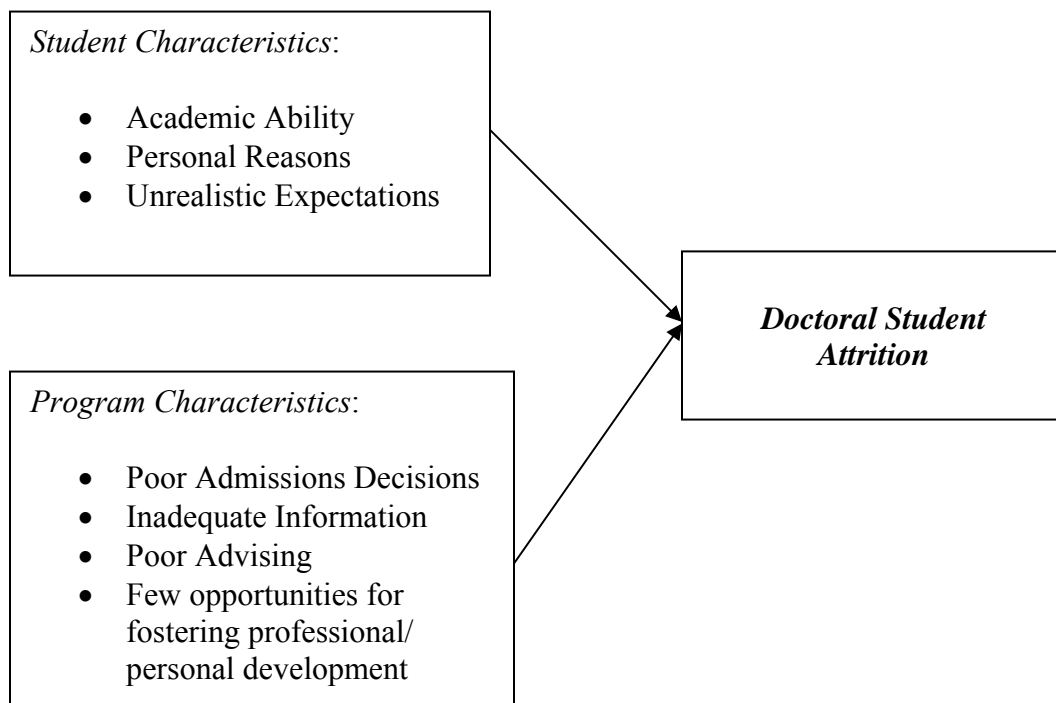 Student Characteristics:
• Academic Ability
• Personal Reasons
• Unrealistic Expectations
Doctoral Student
Attrition
Program Characteristics:
• Poor Admissions Decisions
• Inadequate Information
• Poor Advising
• Few opportunities for
fostering professional/
personal development